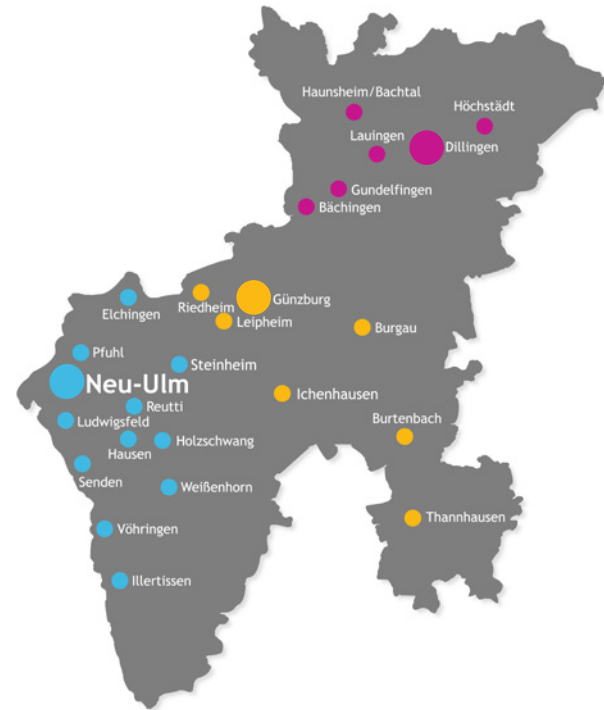 Haunsheim/Bachtal
Höchstädt
Lauingen
Dillingen
Gundelfingen
Bächingen
Riedheim
Günzburg
Elchingen
Leipheim
Burgau
Pfuhl
Steinheim
Neu-Ulm
Ichenhausen
Reutti
Ludwigsfeld
Burtenbach
Hausen
Holzschwang
Senden
Weißenhorn
Thannhausen
Vöhringen
Illertissen